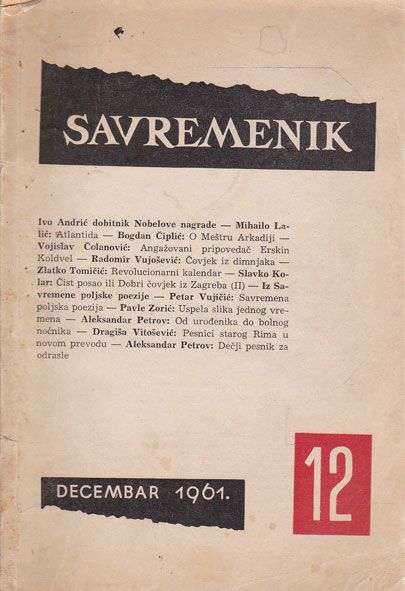 SAVREMENIK
Ivo Andrić dobitnik Nobelove nagrade — Mihailo La-
lić: Atlantida — Bogdan Čiplić: O Meštru Arkadiji —
Vojislav Čolanović: Angažovani pripovedač Erskin
Koldvel — Radomir Vujošević: Čovjek iz dimnjaka —
Zlatko Tomičić: Revolucionarni kalendar — Slavko Ko-
lar: Čist posao ili Dobri čovjek iz Zagreba (II) — Iz Sa-
vremene poljske poezije — Petar Vujičić: Savremena
poljska poezija — Pavle Zorić: Uspela slika jednog vre-
mena — Aleksandar Petrov: Od urođenika do bolnog
noćnika — Dragiša Vitošević: Pesnici starog Rima u
novom prevodu — Aleksandar Petrov: Dečji pesnik za
odrasle
12
DECEMBAR 1961.